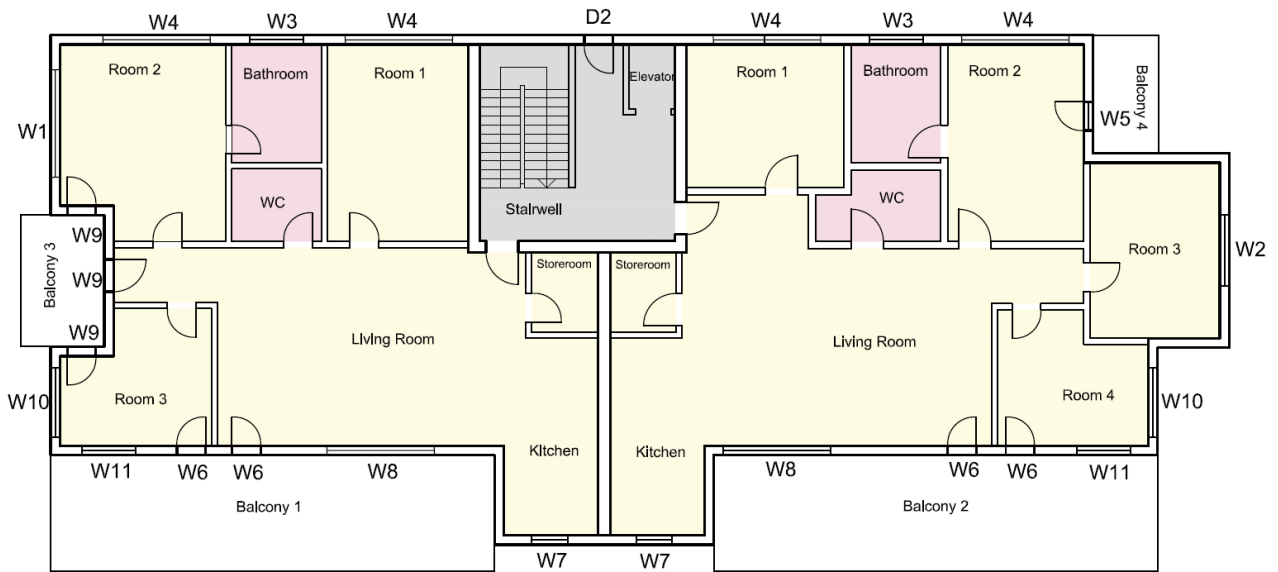 W4
W3
W4
D2
W4
W3
W4
Room 2
Bathroom
Room 1
Elevator
Room 1
Bathroom
Room 2
Balcony 4
W1
W5
WC
Stairwell
WC
W9
Balcony 3
W9
W9
Storeroom
Storeroom
Room 3
W2
Living Room
Living Room
Room 3
Room 4
W10
W10
Kitchen
Kitchen
W11
W6
W6
W8
W8
W6
W6
W11
Balcony 1
Balcony 2
W7
W7